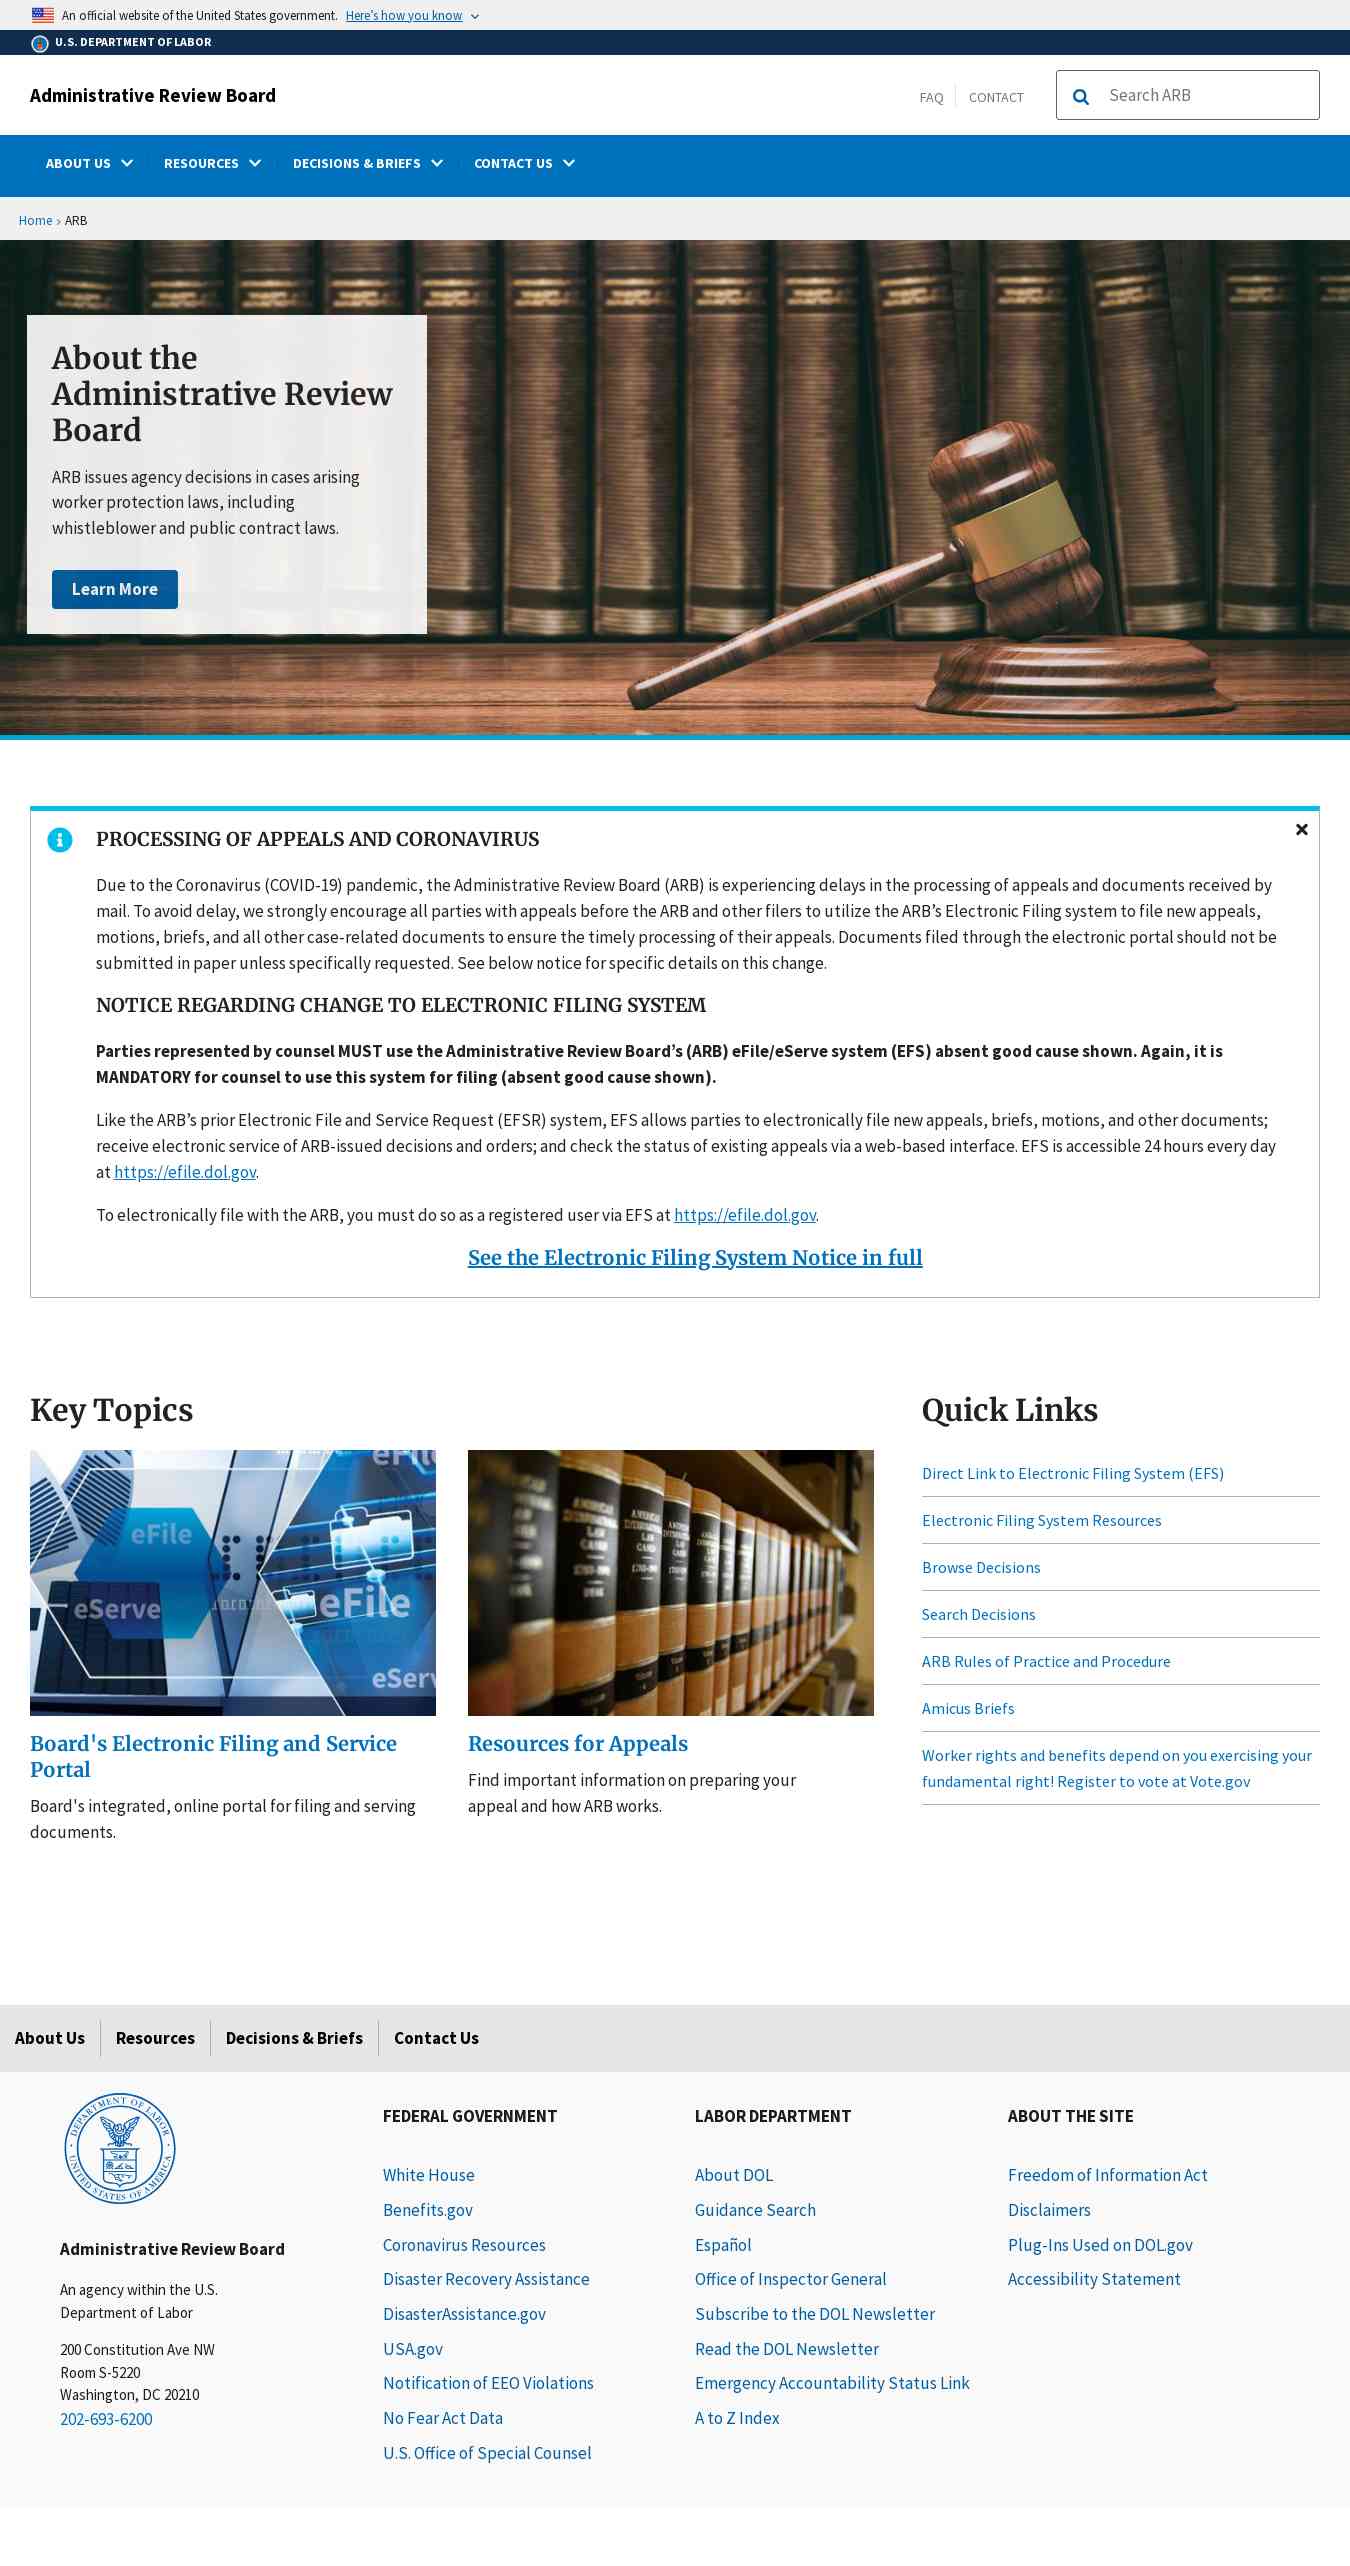 An official website of the United States government. Here's how you know
U.S. DEPARTMENT OF LABOR
Administrative Review Board
FAQ
CONTACT
Search ARB
ABOUT US
RESOURCES
DECISIONS & BRIEFS
CONTACT US
Home › ARB
About the
Administrative Review
Board
ARB issues agency decisions in cases arising
worker protection laws, including
whistleblower and public contract laws.
Learn More
PROCESSING OF APPEALS AND CORONAVIRUS
Due to the Coronavirus (COVID-19) pandemic, the Administrative Review Board (ARB) is experiencing delays in the processing of appeals and documents received by
mail. To avoid delay, we strongly encourage all parties with appeals before the ARB and other filers to utilize the ARB’s Electronic Filing system to file new appeals,
motions, briefs, and all other case-related documents to ensure the timely processing of their appeals. Documents filed through the electronic portal should not be
submitted in paper unless specifically requested. See below notice for specific details on this change.
NOTICE REGARDING CHANGE TO ELECTRONIC FILING SYSTEM
Parties represented by counsel MUST use the Administrative Review Board’s (ARB) eFile/eServe system (EFS) absent good cause shown. Again, it is
MANDATORY for counsel to use this system for filing (absent good cause shown).
Like the ARB’s prior Electronic File and Service Request (EFSR) system, EFS allows parties to electronically file new appeals, briefs, motions, and other documents;
receive electronic service of ARB-issued decisions and orders; and check the status of existing appeals via a web-based interface. EFS is accessible 24 hours every day
at https://efile.dol.gov.
To electronically file with the ARB, you must do so as a registered user via EFS at https://efile.dol.gov.
See the Electronic Filing System Notice in full
Key Topics
eFile
eFile
eServe
eFile
eServe
AMERICAN
INTERNATIONAL
LAW
CASES
Board's Electronic Filing and Service
Portal
Board's integrated, online portal for filing and serving
documents.
Resources for Appeals
Find important information on preparing your
appeal and how ARB works.
Quick Links
Direct Link to Electronic Filing System (EFS)
Electronic Filing System Resources
Browse Decisions
Search Decisions
ARB Rules of Practice and Procedure
Amicus Briefs
Worker rights and benefits depend on you exercising your
fundamental right! Register to vote at Vote.gov
About Us
Resources
Decisions & Briefs
Contact Us
DEPARTMENT OF LABOR
UNITED STATES OF AMERICA
Administrative Review Board
An agency within the U.S.
Department of Labor
200 Constitution Ave NW
Room S-5220
Washington, DC 20210
202-693-6200
FEDERAL GOVERNMENT
White House
Benefits.gov
Coronavirus Resources
Disaster Recovery Assistance
DisasterAssistance.gov
USA.gov
Notification of EEO Violations
No Fear Act Data
U.S. Office of Special Counsel
LABOR DEPARTMENT
About DOL
Guidance Search
Español
Office of Inspector General
Subscribe to the DOL Newsletter
Read the DOL Newsletter
Emergency Accountability Status Link
A to Z Index
ABOUT THE SITE
Freedom of Information Act
Disclaimers
Plug-Ins Used on DOL.gov
Accessibility Statement